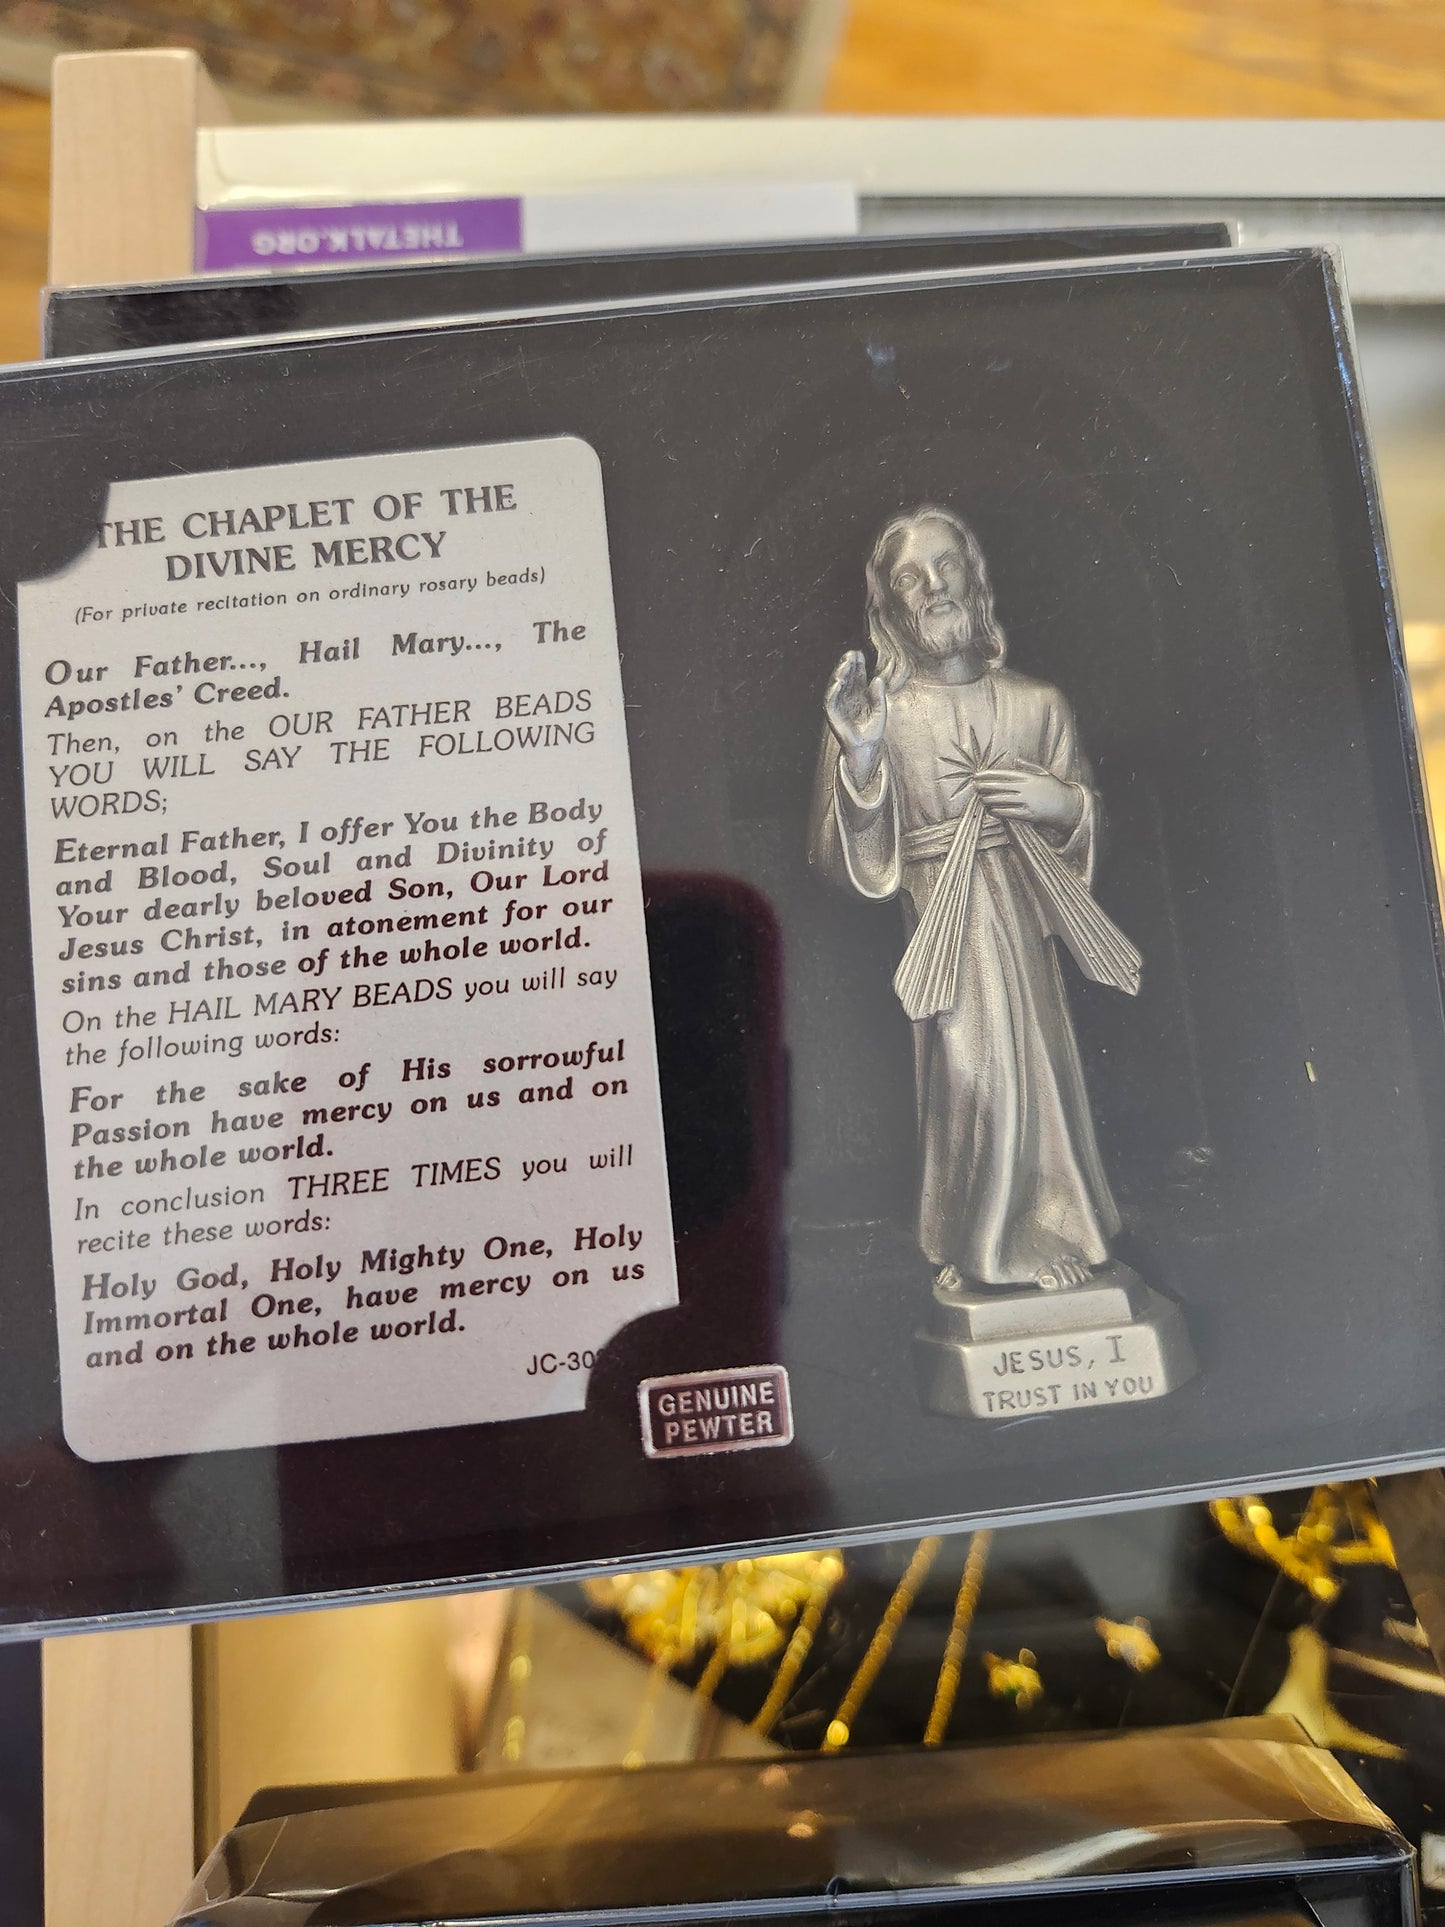 THETALK.ORG
THE CHAPLET OF THE
DIVINE MERCY
(For private recitation on ordinary rosary beads)
Our Father..., Hail Mary..., The
Apostles' Creed.
Then, on the OUR FATHER BEADS
YOU WILL SAY THE FOLLOWING
WORDS;
Eternal Father, I offer You the Body
and Blood, Soul and Divinity of
Your dearly beloved Son, Our Lord
Jesus Christ, in atonement for our
sins and those of the whole world.
On the HAIL MARY BEADS you will say
the following words:
For the sake of His sorrowful
Passion have mercy on us and on
the whole world.
In conclusion THREE TIMES you will
recite these words:
Holy God, Holy Mighty One, Holy
Immortal One, have mercy on us
and on the whole world.
GENUINE
PEWTER
JESUS, I
TRUST IN YOU